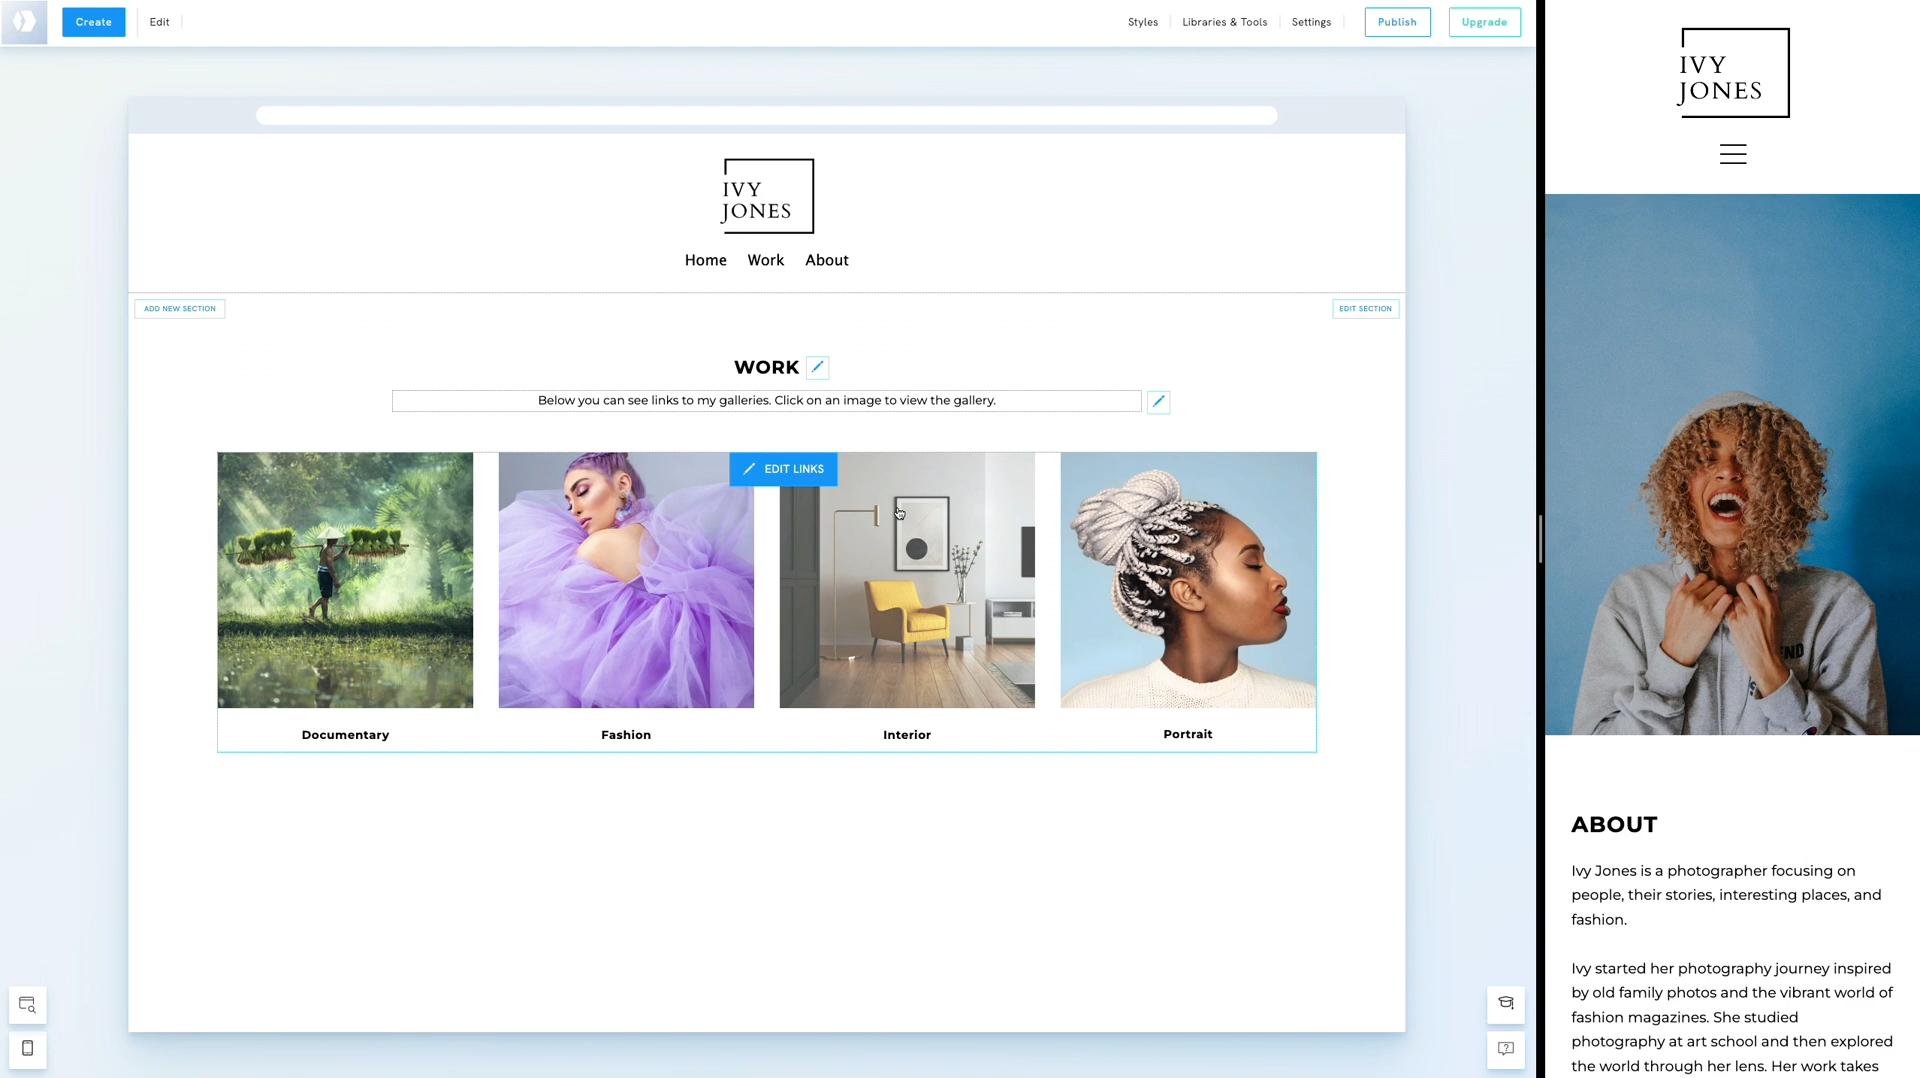 Create
Edit
Styles
Libraries & Tools
Settings
Publish
Upgrade
IVY
JONES
Home
Work
About
ADD NEW SECTION
EDIT SECTION
WORK
Below you can see links to my galleries. Click on an image to view the gallery.
EDIT LINKS
Documentary
Fashion
Interior
Portrait
IVY
JONES
ABOUT
Ivy Jones is a photographer focusing on
people, their stories, interesting places, and
fashion.
Ivy started her photography journey inspired
by old family photos and the vibrant world of
fashion magazines. She studied
photography at art school and then explored
the world through her lens. Her work takes